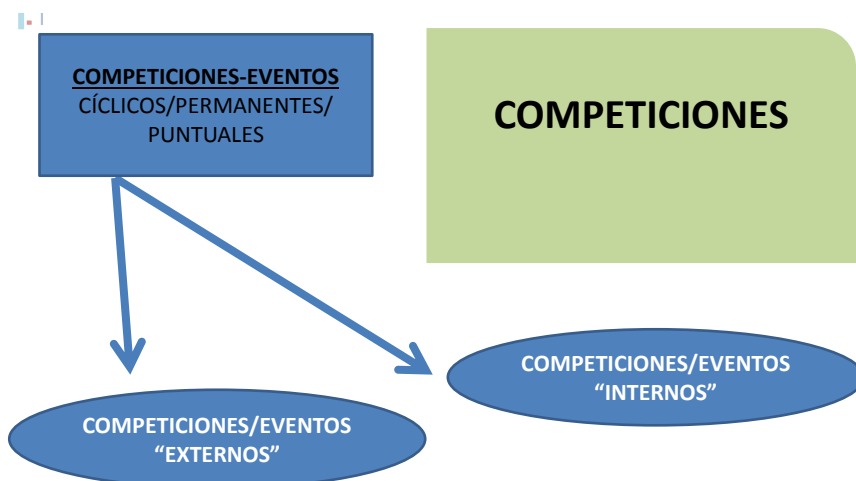 COMPETICIONES-EVENTOS
CÍCLICOS/PERMANENTES/
PUNTUALES
COMPETICIONES
COMPETICIONES/EVENTOS
“INTERNOS”
COMPETICIONES/EVENTOS
“EXTERNOS”